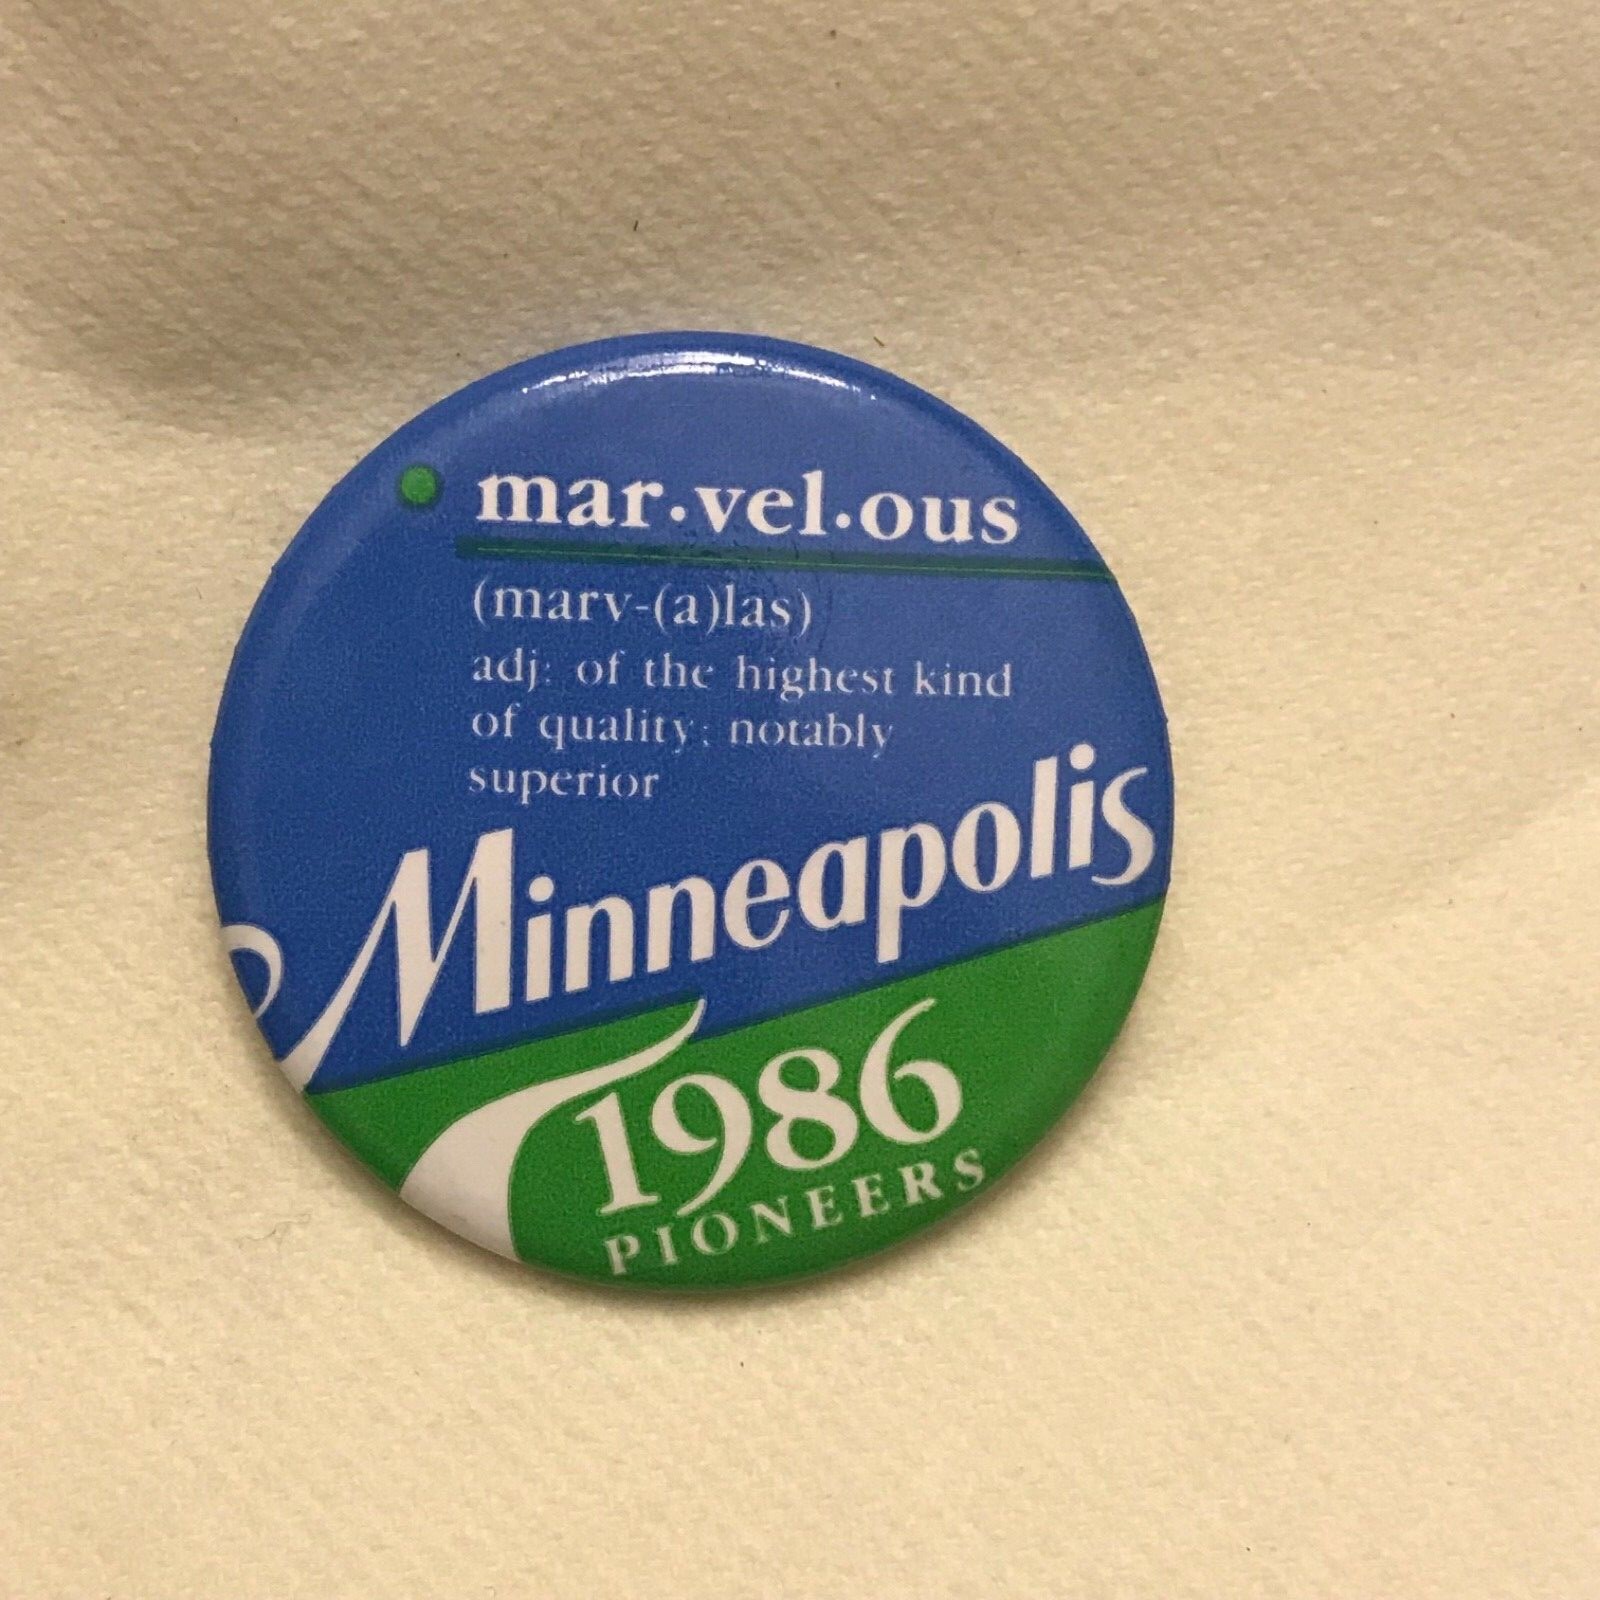 mar·vel·ous
(marv-(a)las)
adj: of the highest kind
of quality; notably
superior
Minneapolis
1986
PIONEERS